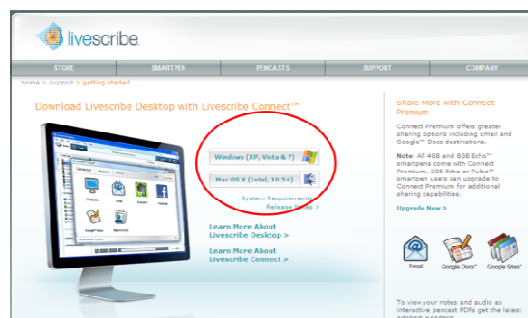 livescribe
STORE
SMARTPEN
PENCASTS
SUPPORT
COMPANY
home > support > getting started
Download Livescribe Desktop with Livescribe Connect™
Windows (XP, Vista & 7)
Mac OS X (Intel, 10.5+)
System Requirements >
Release Notes >
Learn More About
Livescribe Desktop >
Learn More About
Livescribe Connect >
Share More with Connect
Premium
Connect Premium offers greater
sharing options including Email and
Google™ Docs destinations.
Note: All 4GB and 8GB Echo™
smartpens come with Connect
Premium. 2GB Echo or Pulse™
smartpen users can upgrade to
Connect Premium for additional
sharing capabilities.
Upgrade Now >
Email
Google Docs™
Google Sites™
To view your notes and audio as
interactive pencast PDFs get the latest